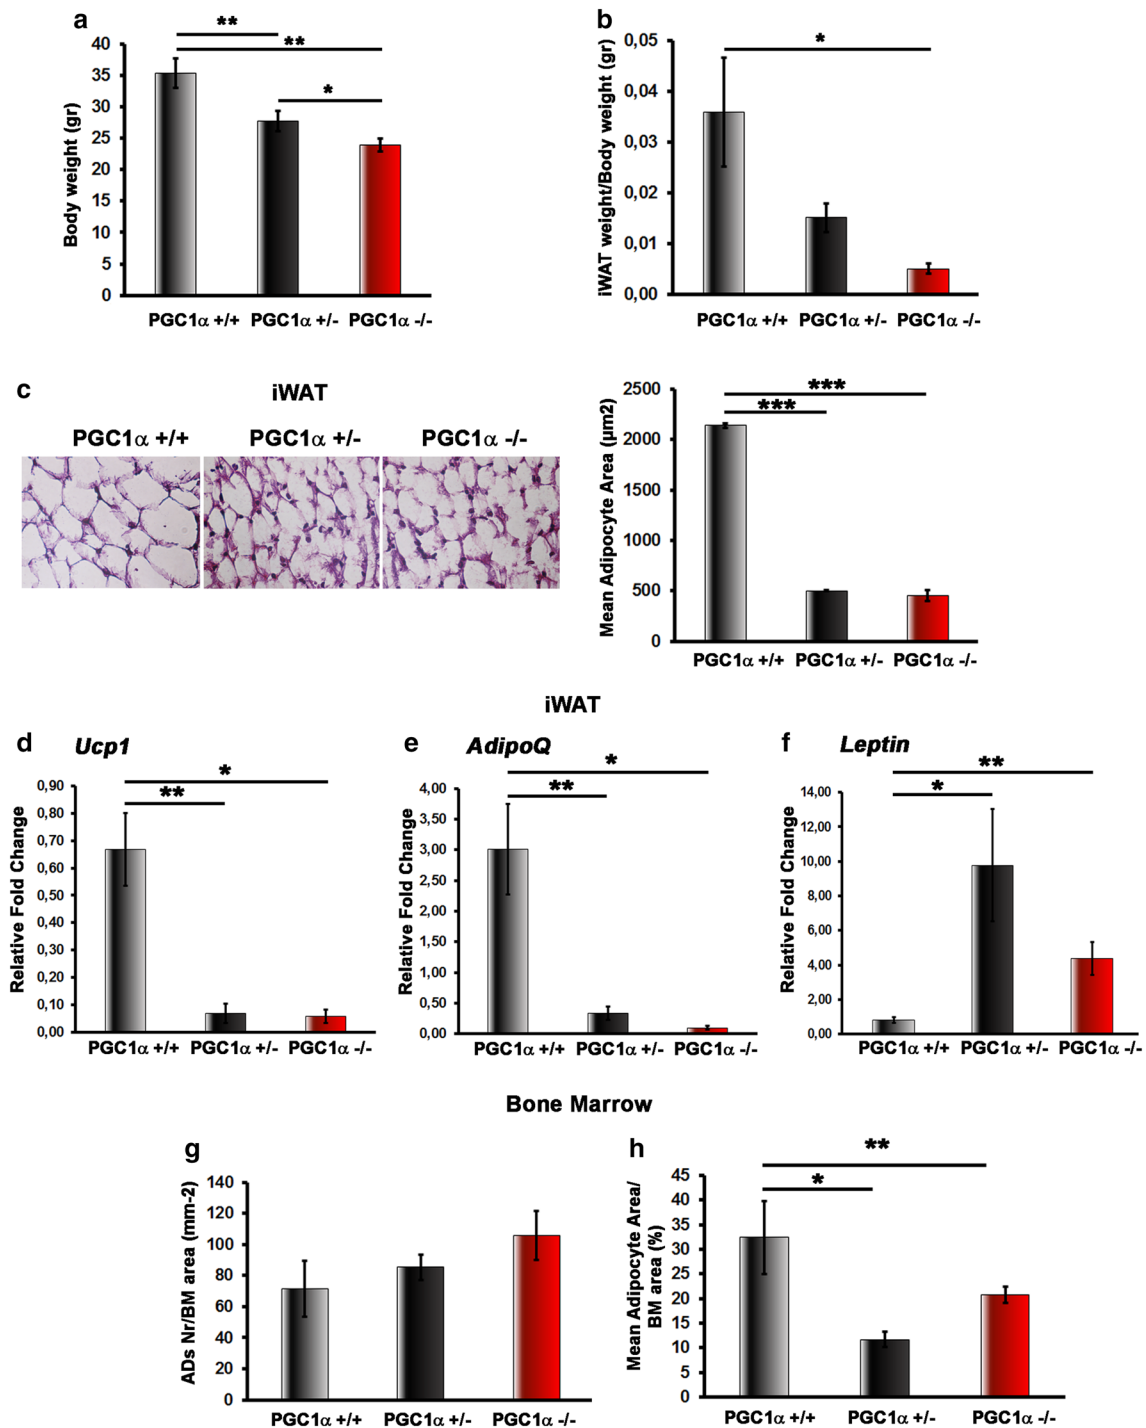 a
**
**
*
Body weight (gr)
40
35
30
25
20
15
10
5
0
PGC1α +/+ PGC1α +/- PGC1α -/-
b
*
iWAT weight/Body weight (gr)
0,05
0,04
0,03
0,02
0,01
0,00
PGC1α +/+ PGC1α +/- PGC1α -/-
c
iWAT
PGC1α +/+ PGC1α +/- PGC1α -/-
***
***
Mean Adipocyte Area (µm2)
2500
2000
1500
1000
500
0
PGC1α +/+ PGC1α +/- PGC1α -/-
iWAT
d Ucp1
*
**
Relative Fold Change
0,90
0,80
0,70
0,60
0,50
0,40
0,30
0,20
0,10
0,00
PGC1α +/+ PGC1α +/- PGC1α -/-
e AdipoQ
*
**
Relative Fold Change
4,00
3,50
3,00
2,50
2,00
1,50
1,00
0,50
0,00
PGC1α +/+ PGC1α +/- PGC1α -/-
f Leptin
**
*
Relative Fold Change
14,00
12,00
10,00
8,00
6,00
4,00
2,00
0,00
PGC1α +/+ PGC1α +/- PGC1α -/-
Bone Marrow
g
ADs Nr/BM area (mm-2)
140
120
100
80
60
40
20
0
PGC1α +/+ PGC1α +/- PGC1α -/-
h
**
*
Mean Adipocyte Area/
BM area (%)
45
40
35
30
25
20
15
10
5
0
PGC1α +/+ PGC1α +/- PGC1α -/-